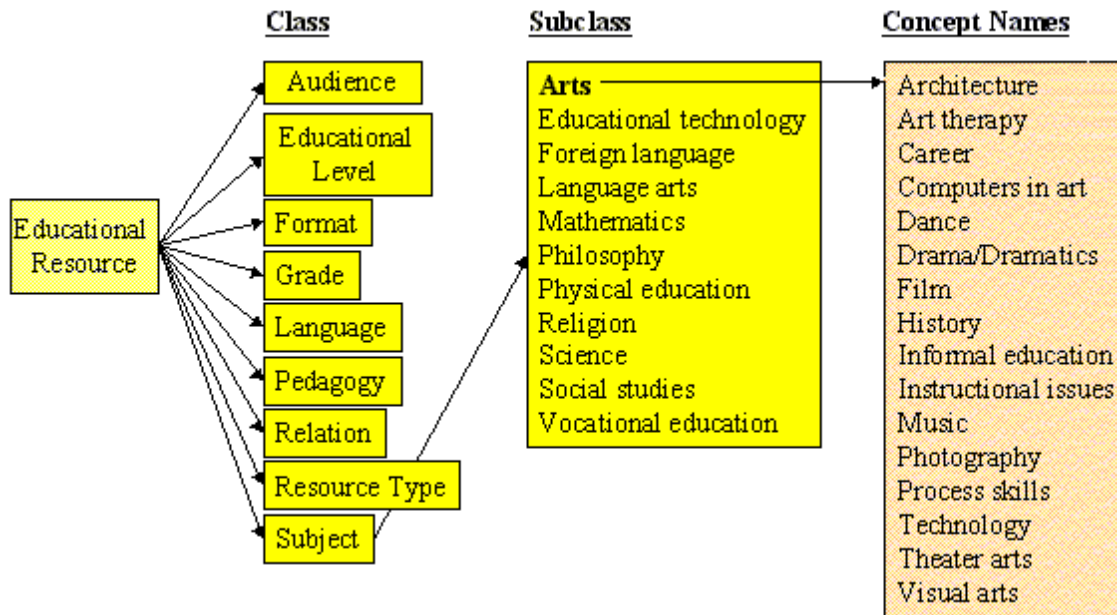 Class
Subclass
Concept Names
Educational
Resource
Audience
Educational
Level
Format
Grade
Language
Pedagogy
Relation
Resource Type
Subject
Arts
Educational technology
Foreign language
Language arts
Mathematics
Philosophy
Physical education
Religion
Science
Social studies
Vocational education
Architecture
Art therapy
Career
Computers in art
Dance
Drama/Dramatics
Film
History
Informal education
Instructional issues
Music
Photography
Process skills
Technology
Theater arts
Visual arts